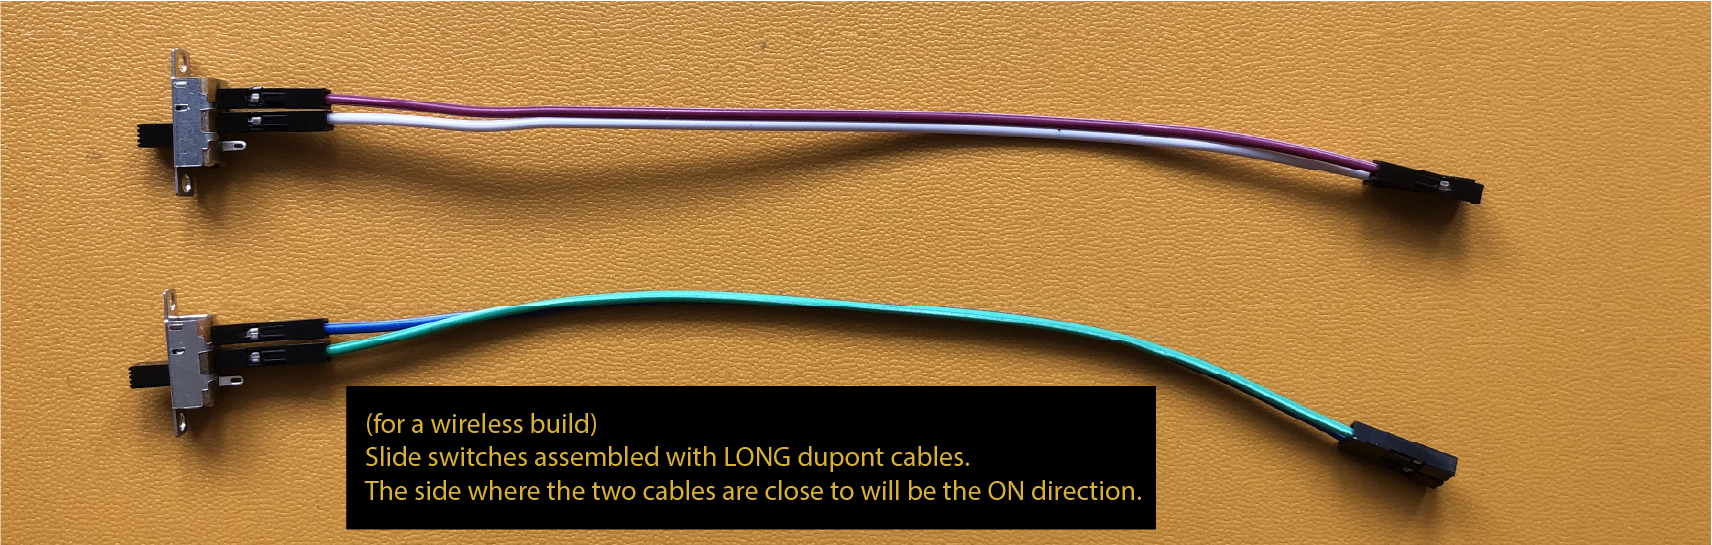 (for a wireless build)
Slide switches assembled with LONG dupont cables.
The side where the two cables are close to will be the ON direction.